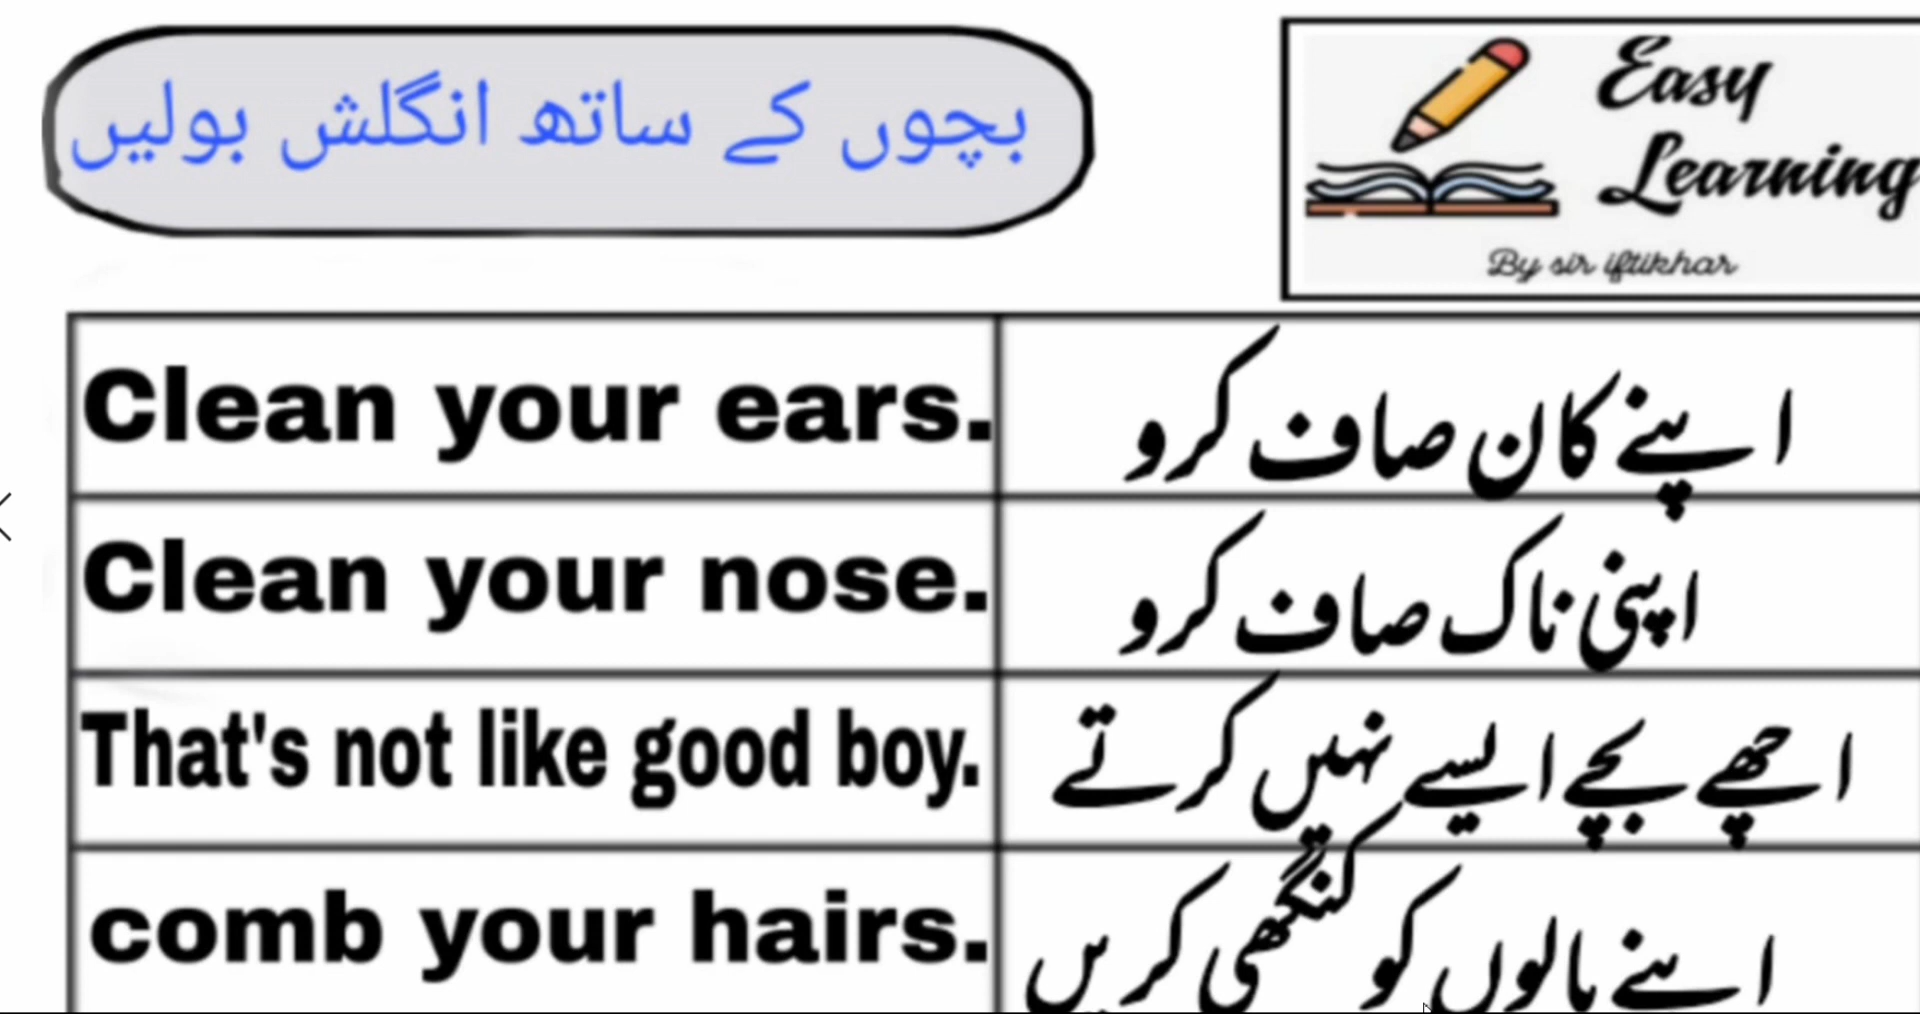 بچوں کے ساتھ انگلش بولیں
Easy
Learning
By sir iftikhar
Clean your ears.
اپنے کان صاف کرو
Clean your nose.
اپنی ناک صاف کرو
That's not like good boy.
اچھے بچے ایسے نہیں کرتے
comb your hairs.
اپنے بالوں کو کنگھی کریں